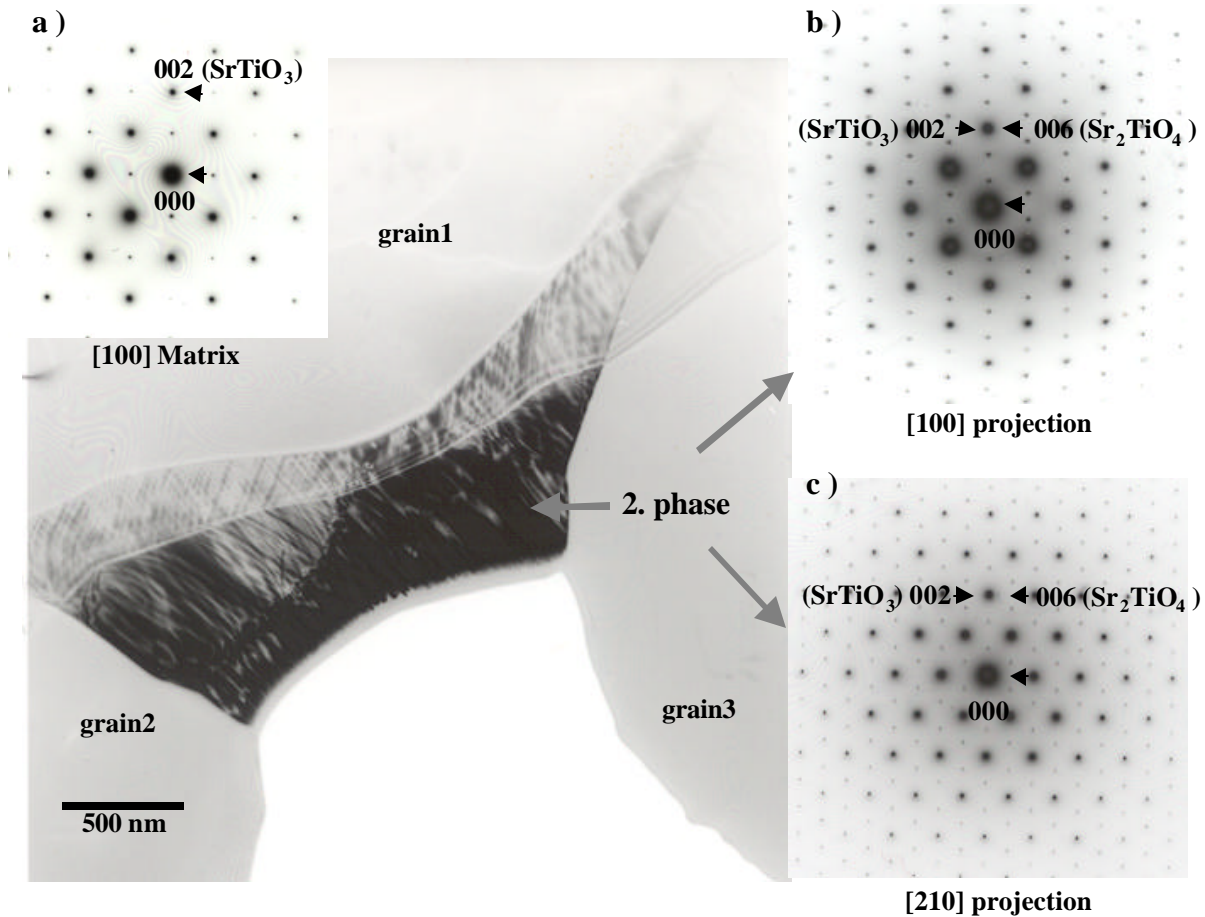 a )
002 (SrTiO3)
000
[100] Matrix
grain1
2. phase
grain2
grain3
500 nm
b )
(SrTiO3) 002
006 (Sr2TiO4 )
000
[100] projection
c )
(SrTiO3) 002
006 (Sr2TiO4 )
000
[210] projection